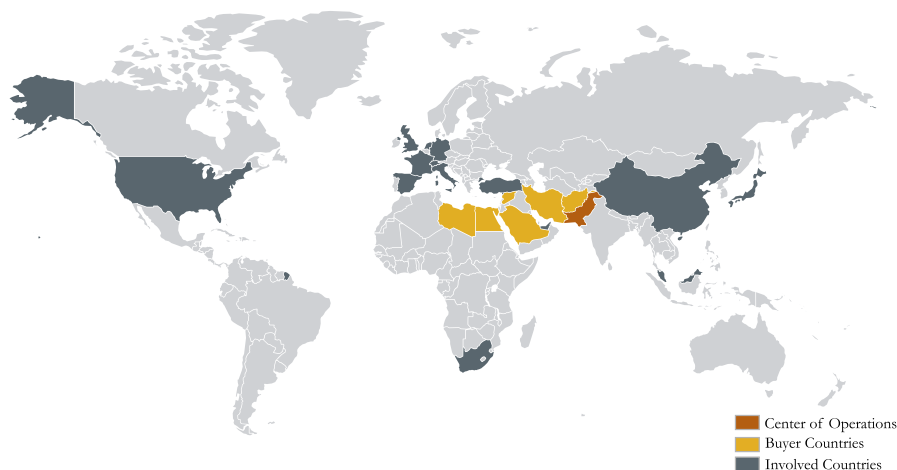 Center of Operations
Buyer Countries
Involved Countries